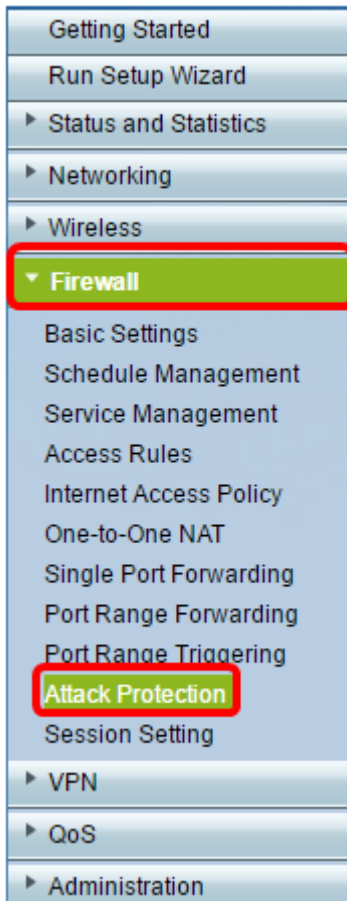 Getting Started
Run Setup Wizard
Status and Statistics
Networking
Wireless
Firewall
Basic Settings
Schedule Management
Service Management
Access Rules
Internet Access Policy
One-to-One NAT
Single Port Forwarding
Port Range Forwarding
Port Range Triggering
Attack Protection
Session Setting
VPN
QoS
Administration